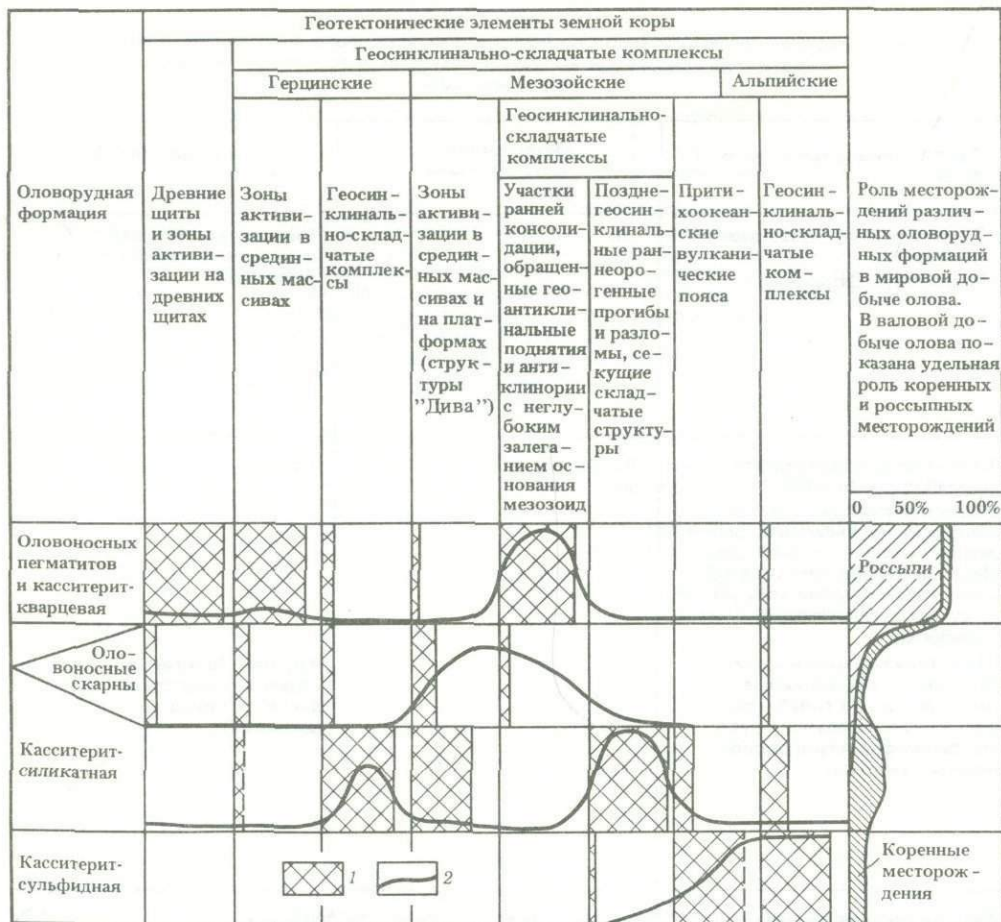 Геотектонические элементы земной коры
Геосинклинально-складчатые комплексы
Герцинские
Мезозойские
Альпийские
Геосинклинально-
складчатые
комплексы
Оловорудная
формация
Древние
щиты
и зоны
активи-
зации на
древних
щитах
Зоны
активи-
зации в
средин-
ных мас-
сивах
Геосин-
клиналь-
но-склад-
чатые
комплек-
сы
Зоны
активи-
зации в
средин-
ных мас-
сивах и
на плат-
формах
(струк-
туры
"Дива")
Участки
ранней
консоли-
дации,
обращен-
ные гео-
антикли-
нальные
поднятия
и анти-
клинории
с неглу-
боким
залега-
нием ос-
нования
мезозоид
Поздне-
геосин-
клиналь-
ные ран-
неоро-
генные
прогибы
и разло-
мы, се-
кущие
склад-
чатые
структу-
ры
Прити-
хоокеан-
ские
вулкани-
ческие
пояса
Геосин-
клиналь-
но-склад-
чатые
ком-
плексы
Роль месторож-
дений различ-
ных оловоруд-
ных формаций
в мировой до-
быче олова.
В валовой до-
быче олова по-
казана удельная
роль коренных
и россыпных
месторождений
0 50% 100%
Оловоносных
пегматитов
и касситерит-
кварцевая
Россыпи
Оло-
воносные
скарны
Касситерит-
силикатная
Касситерит-
сульфидная
1
2
Коренные
месторож-
дения